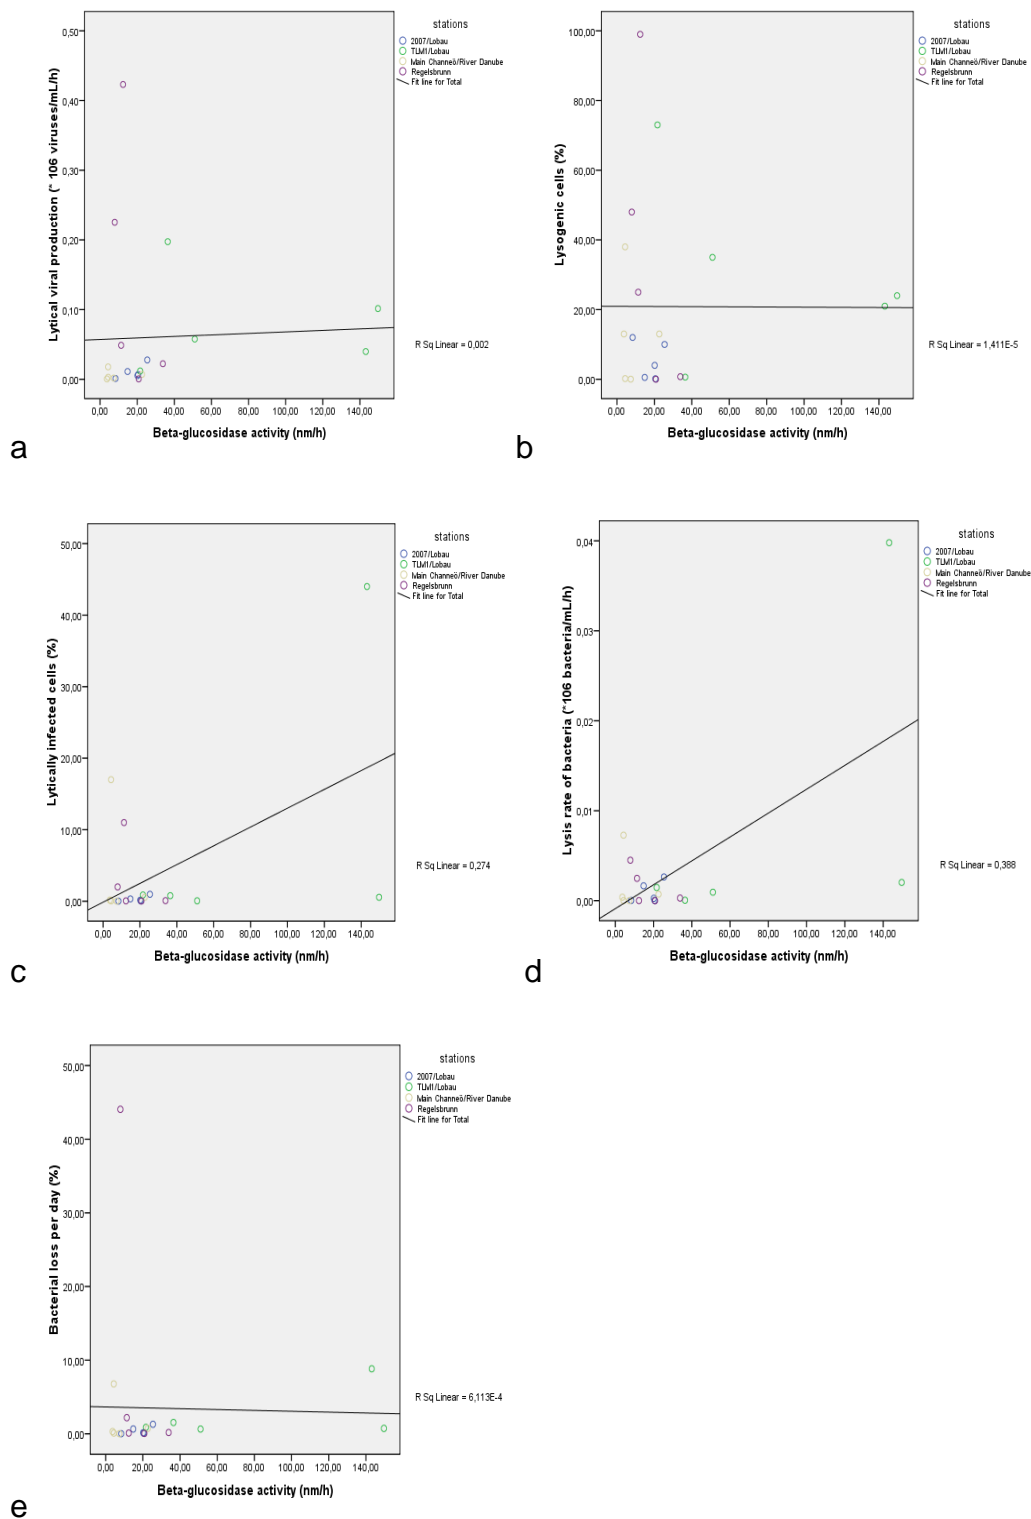 stations
2007/Lobau
TLM1/Lobau
Main Channeö/River Danube
Regelsbrunn
Fit line for Total
Lytical viral production (* 106 viruses/mL/h)
0,50
0,40
0,30
0,20
0,10
0,00
R Sq Linear = 0,002
0,00 20,00 40,00 60,00 80,00 100,00 120,00 140,00
Beta-glucosidase activity (nm/h)
a
stations
2007/Lobau
TLM1/Lobau
Main Channeö/River Danube
Regelsbrunn
Fit line for Total
Lysogenic cells (%)
100,00
80,00
60,00
40,00
20,00
0,00
R Sq Linear = 1,411E-5
0,00 20,00 40,00 60,00 80,00 100,00 120,00 140,00
Beta-glucosidase activity (nm/h)
b
stations
2007/Lobau
TLM1/Lobau
Main Channeö/River Danube
Regelsbrunn
Fit line for Total
Lytically infected cells (%)
50,00
40,00
30,00
20,00
10,00
0,00
R Sq Linear = 0,274
0,00 20,00 40,00 60,00 80,00 100,00 120,00 140,00
Beta-glucosidase activity (nm/h)
c
stations
2007/Lobau
TLM1/Lobau
Main Channeö/River Danube
Regelsbrunn
Fit line for Total
Lysis rate of bacteria (*106 bacteria/mL/h)
0,04
0,03
0,02
0,01
0,00
R Sq Linear = 0,388
0,00 20,00 40,00 60,00 80,00 100,00 120,00 140,00
Beta-glucosidase activity (nm/h)
d
stations
2007/Lobau
TLM1/Lobau
Main Channeö/River Danube
Regelsbrunn
Fit line for Total
Bacterial loss per day (%)
50,00
40,00
30,00
20,00
10,00
0,00
R Sq Linear = 6,113E-4
0,00 20,00 40,00 60,00 80,00 100,00 120,00 140,00
Beta-glucosidase activity (nm/h)
e